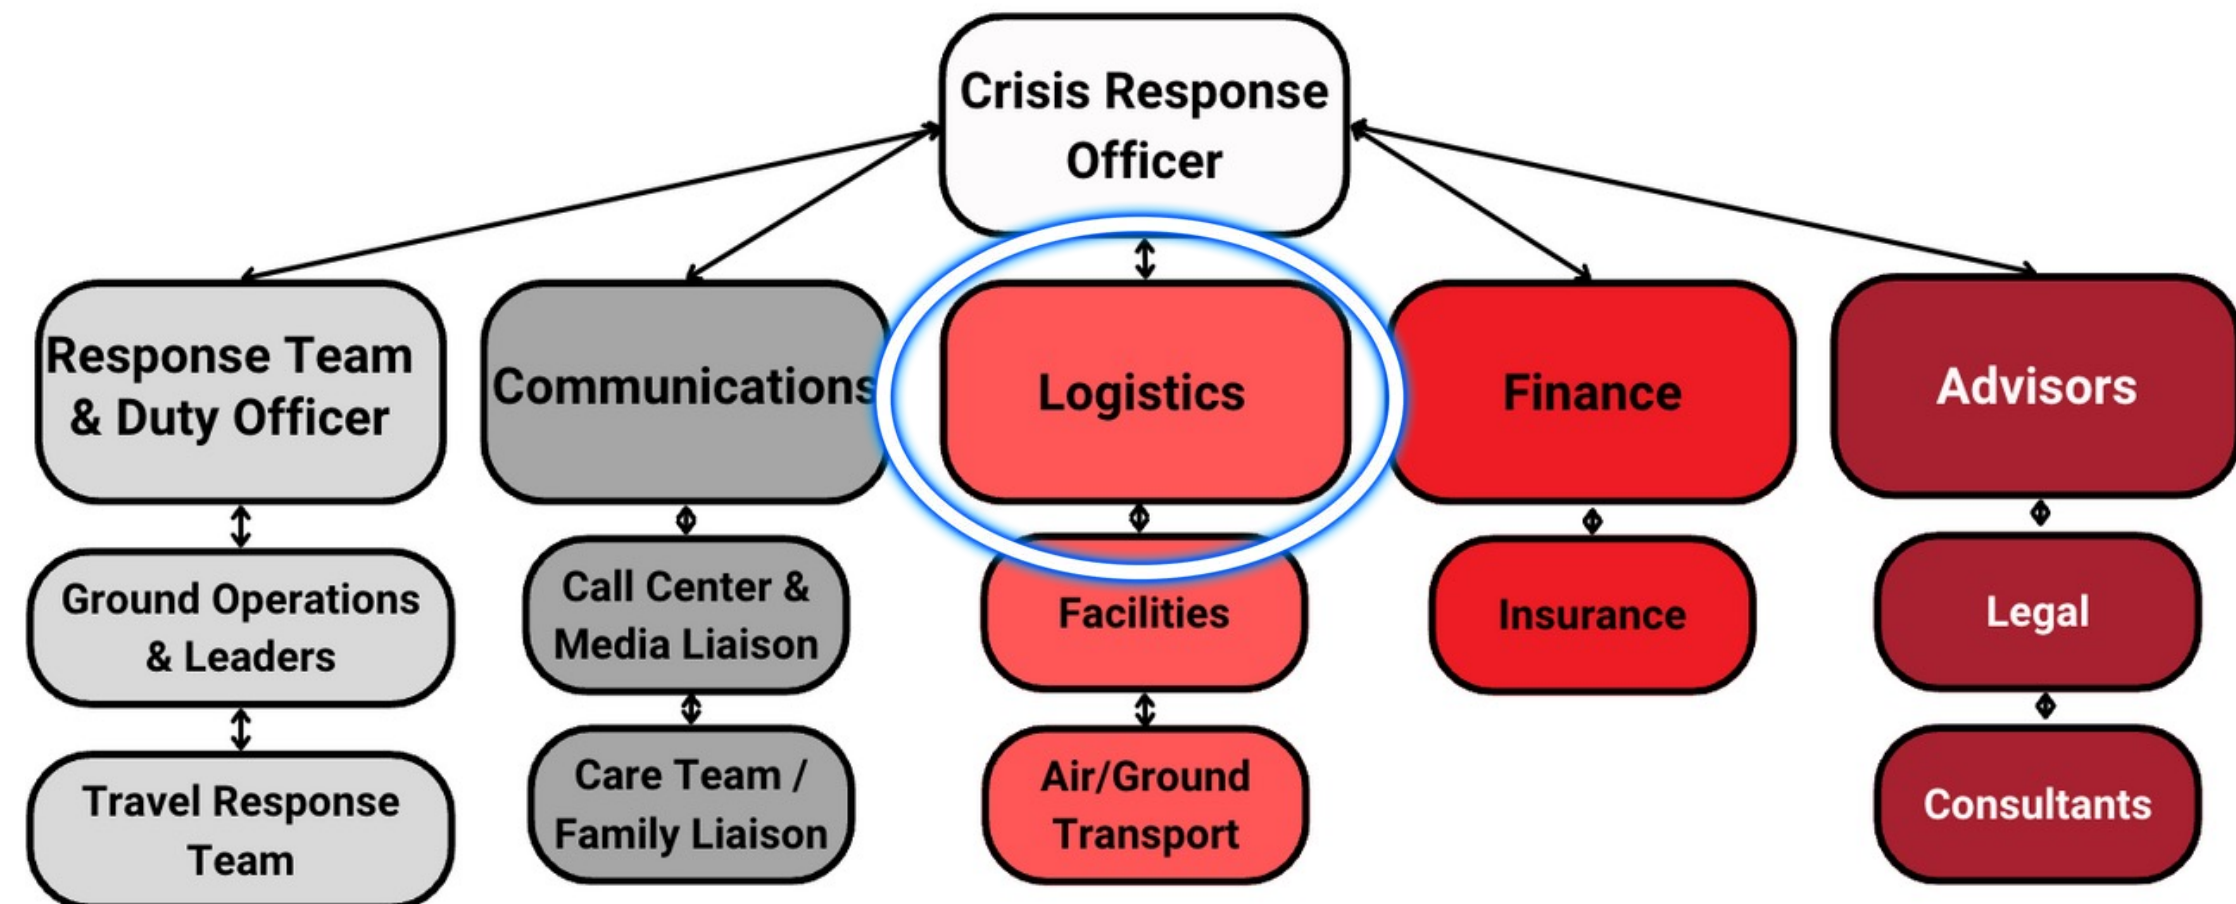 Crisis Response
Officer
Response Team
& Duty Officer
Communications
Logistics
Finance
Advisors
Ground Operations
& Leaders
Call Center &
Media Liaison
Facilities
Insurance
Legal
Travel Response
Team
Care Team /
Family Liaison
Air/Ground
Transport
Consultants